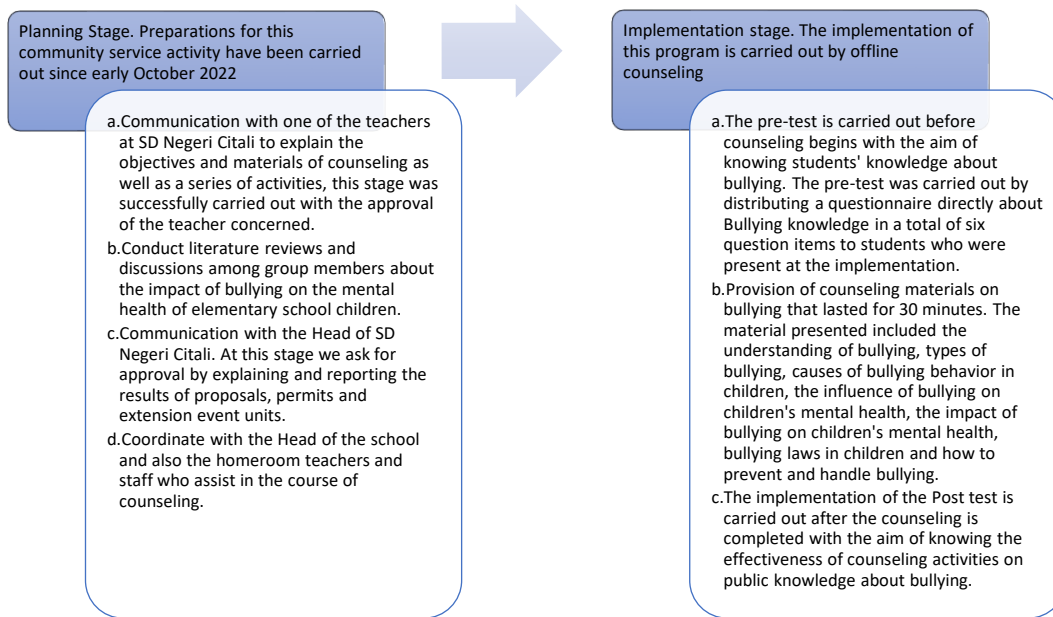 Planning Stage. Preparations for this
community service activity have been carried
out since early October 2022
a.Communication with one of the teachers
at SD Negeri Citali to explain the
objectives and materials of counseling as
well as a series of activities, this stage was
successfully carried out with the approval
of the teacher concerned.
b.Conduct literature reviews and
discussions among group members about
the impact of bullying on the mental
health of elementary school children.
c.Communication with the Head of SD
Negeri Citali. At this stage we ask for
approval by explaining and reporting the
results of proposals, permits and
extension event units.
d.Coordinate with the Head of the school
and also the homeroom teachers and
staff who assist in the course of
counseling.
Implementation stage. The implementation of
this program is carried out by offline
counseling
a.The pre-test is carried out before
counseling begins with the aim of
knowing students' knowledge about
bullying. The pre-test was carried out by
distributing a questionnaire directly about
Bullying knowledge in a total of six
question items to students who were
present at the implementation.
b.Provision of counseling materials on
bullying that lasted for 30 minutes. The
material presented included the
understanding of bullying, types of
bullying, causes of bullying behavior in
children, the influence of bullying on
children's mental health, the impact of
bullying on children's mental health,
bullying laws in children and how to
prevent and handle bullying.
c.The implementation of the Post test is
carried out after the counseling is
completed with the aim of knowing the
effectiveness of counseling activities on
public knowledge about bullying.